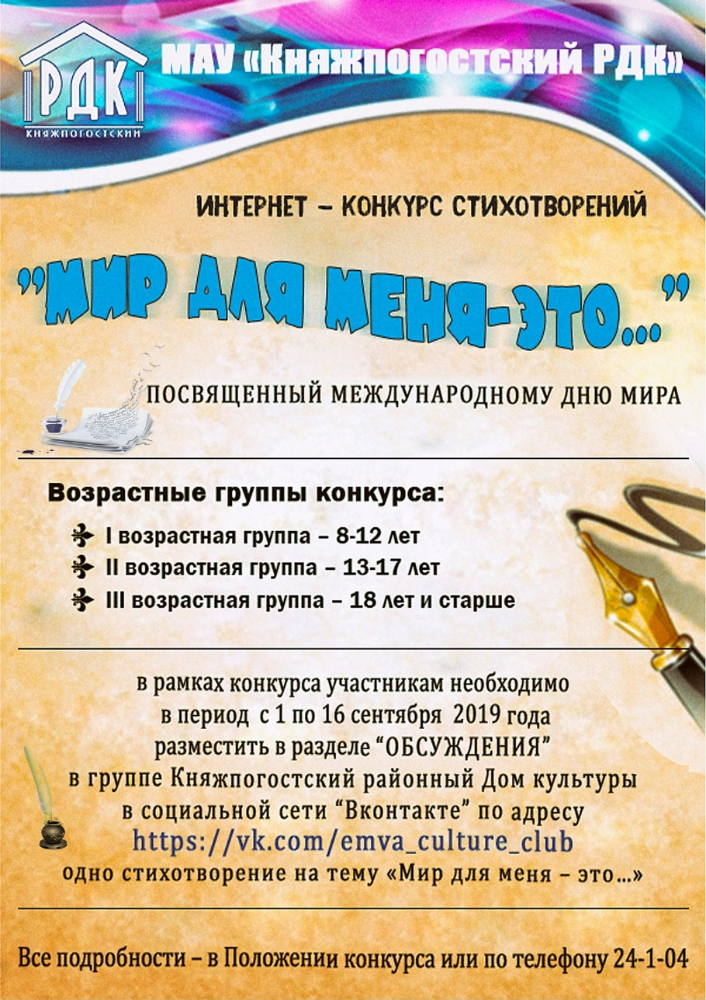 РДК
КНЯЖПОГОСТСКИЙ
МАУ «Княжпогостский РДК»
ИНТЕРНЕТ – КОНКУРС СТИХОТВОРЕНИЙ
"МИР ДЛЯ МЕНЯ-ЭТО..."
ПОСВЯЩЕННЫЙ МЕЖДУНАРОДНОМУ ДНЮ МИРА
Возрастные группы конкурса:
I возрастная группа – 8-12 лет
II возрастная группа – 13-17 лет
III возрастная группа – 18 лет и старше
в рамках конкурса участникам необходимо
в период с 1 по 16 сентября 2019 года
разместить в разделе "ОБСУЖДЕНИЯ"
в группе Княжпогостский районный Дом культуры
в социальной сети "Вконтакте" по адресу
https://vk.com/emva_culture_club
одно стихотворение на тему «Мир для меня – это...»
Все подробности – в Положении конкурса или по телефону 24-1-04